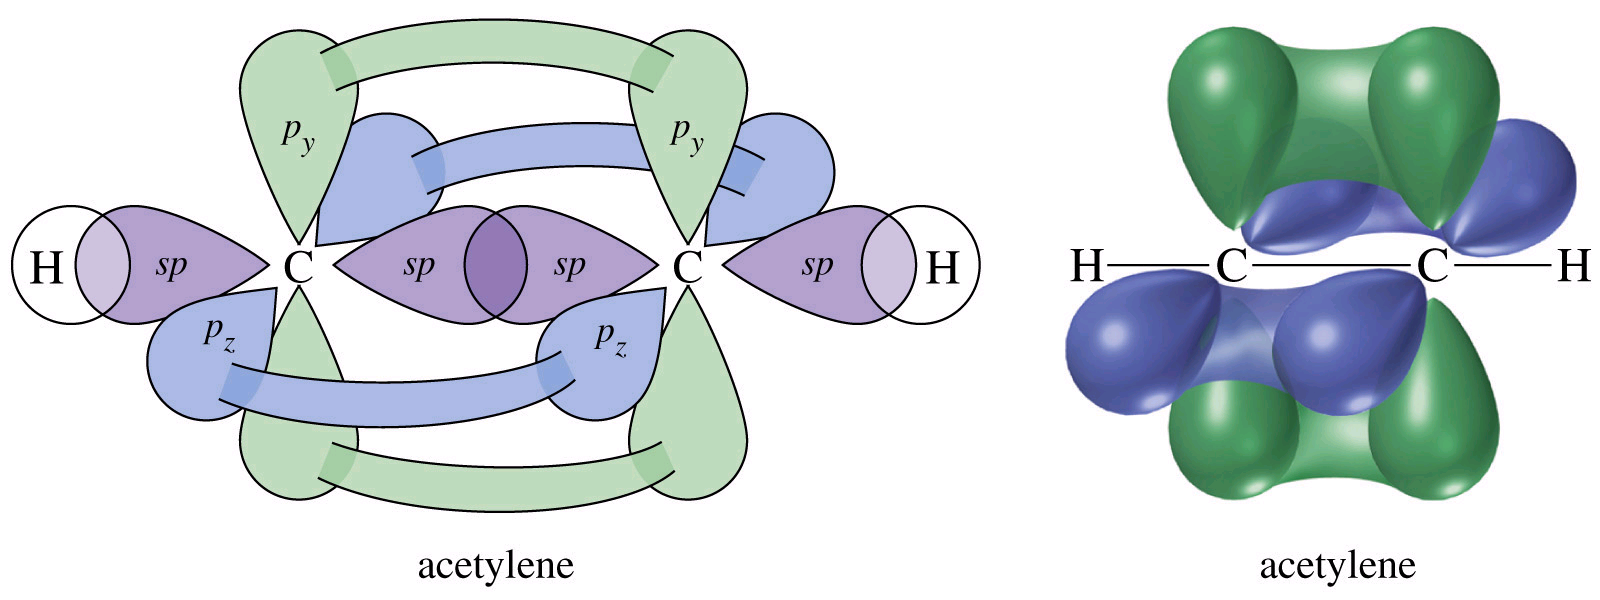 p_y p_y
H sp C sp sp C sp H
p_z p_z
acetylene
H C C H
acetylene